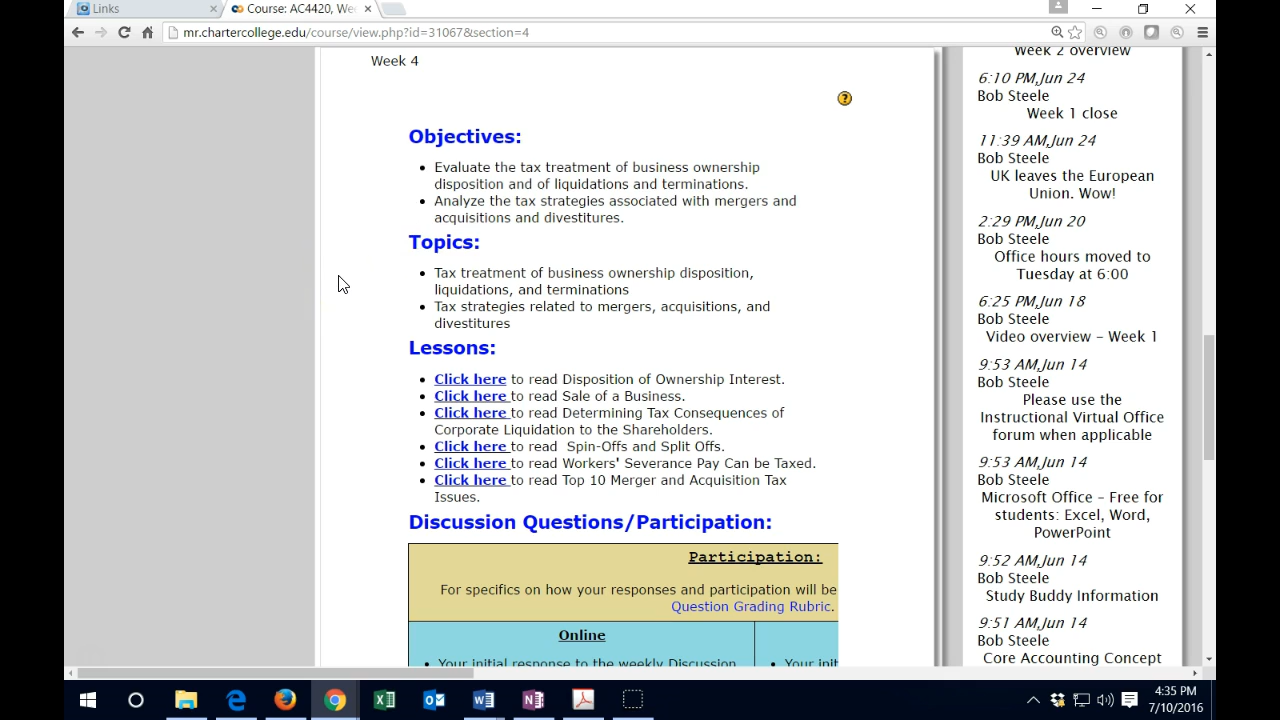 Links
Course: AC4420, We
mr.chartercollege.edu/course/view.php?id=31067&section=4
Week 4
?
Objectives:
Evaluate the tax treatment of business ownership
disposition and of liquidations and terminations.
Analyze the tax strategies associated with mergers and
acquisitions and divestitures.
Topics:
Tax treatment of business ownership disposition,
liquidations, and terminations
Tax strategies related to mergers, acquisitions, and
divestitures
Lessons:
Click here to read Disposition of Ownership Interest.
Click here to read Sale of a Business.
Click here to read Determining Tax Consequences of
Corporate Liquidation to the Shareholders.
Click here to read Spin-Offs and Split Offs.
Click here to read Workers' Severance Pay Can be Taxed.
Click here to read Top 10 Merger and Acquisition Tax
Issues.
Discussion Questions/Participation:
Participation:
For specifics on how your responses and participation will be
Question Grading Rubric.
Online
Your initial response to the weekly Discussion
Your init
Week 2 overview
6:10 PM,Jun 24
Bob Steele
Week 1 close
11:39 AM,Jun 24
Bob Steele
UK leaves the European
Union. Wow!
2:29 PM,Jun 20
Bob Steele
Office hours moved to
Tuesday at 6:00
6:25 PM,Jun 18
Bob Steele
Video overview – Week 1
9:53 AM,Jun 14
Bob Steele
Please use the
Instructional Virtual Office
forum when applicable
9:53 AM,Jun 14
Bob Steele
Microsoft Office – Free for
students: Excel, Word,
PowerPoint
9:52 AM,Jun 14
Bob Steele
Study Buddy Information
9:51 AM,Jun 14
Bob Steele
Core Accounting Concept
4:35 PM
7/10/2016